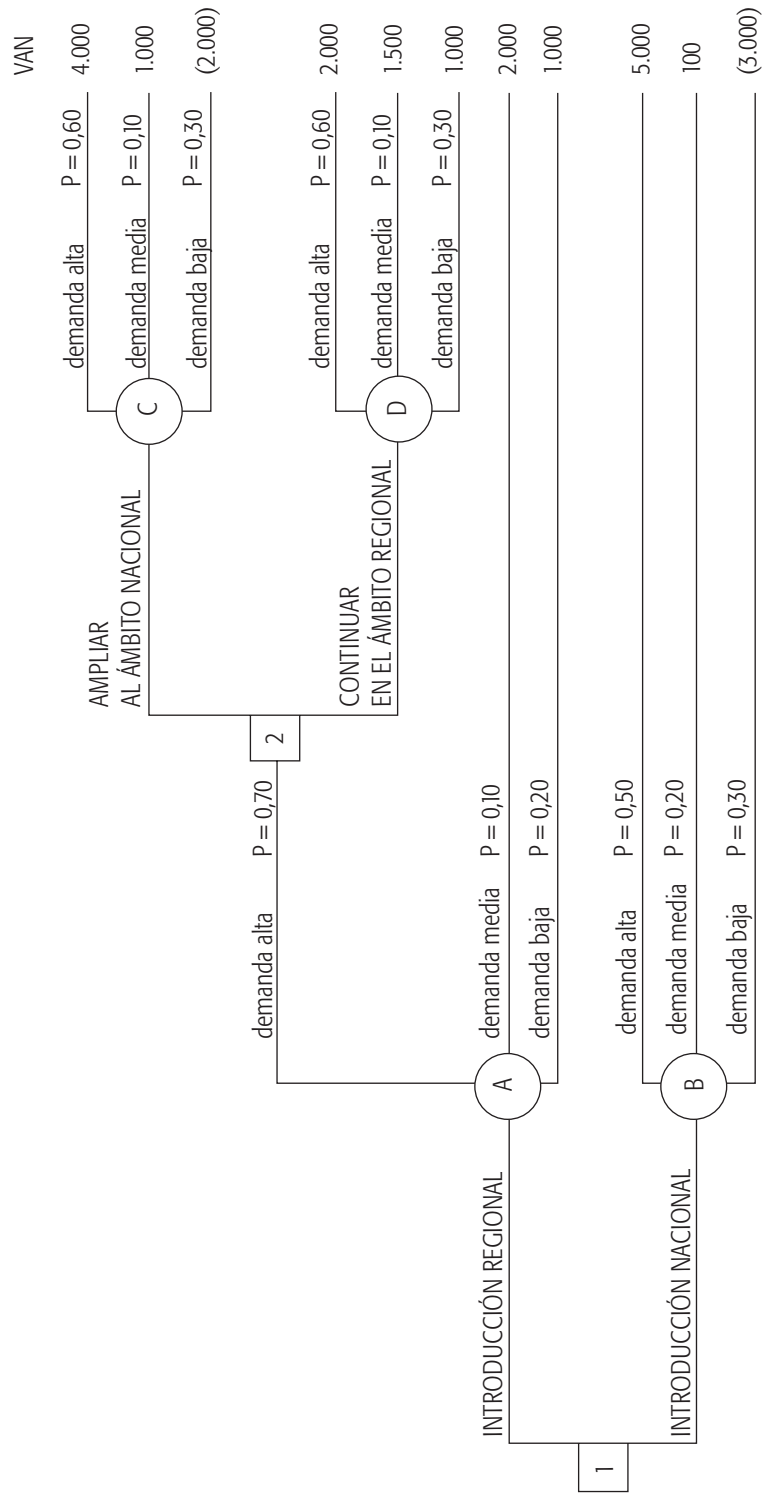 VAN
demanda alta P = 0,60 4.000
C demanda media P = 0,10 1.000
demanda baja P = 0,30 (2.000)
AMPLIAR
AL ÁMBITO NACIONAL
demanda alta P = 0,70
2
CONTINUAR
EN EL ÁMBITO REGIONAL
demanda alta P = 0,60 2.000
D demanda media P = 0,10 1.500
demanda baja P = 0,30 1.000
INTRODUCCIÓN REGIONAL
A demanda media P = 0,10 2.000
demanda baja P = 0,20 1.000
1
INTRODUCCIÓN NACIONAL
demanda alta P = 0,50 5.000
B demanda media P = 0,20 100
demanda baja P = 0,30 (3.000)